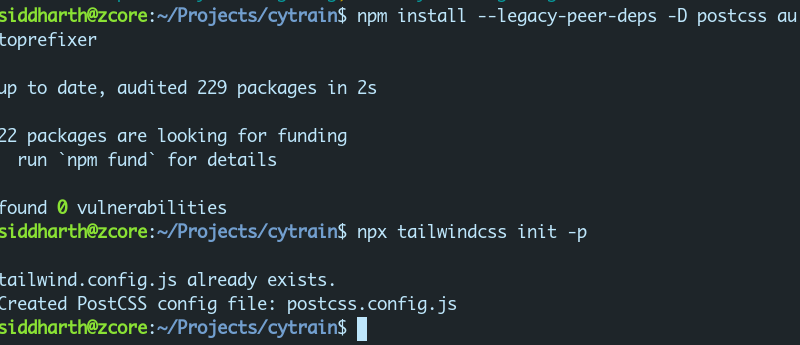 siddharth@zcore:~/Projects/cytrain$ npm install --legacy-peer-deps -D postcss au
toprefixer
up to date, audited 229 packages in 2s
22 packages are looking for funding
run `npm fund` for details
found 0 vulnerabilities
siddharth@zcore:~/Projects/cytrain$ npx tailwindcss init -p
tailwind.config.js already exists.
Created PostCSS config file: postcss.config.js
siddharth@zcore:~/Projects/cytrain$